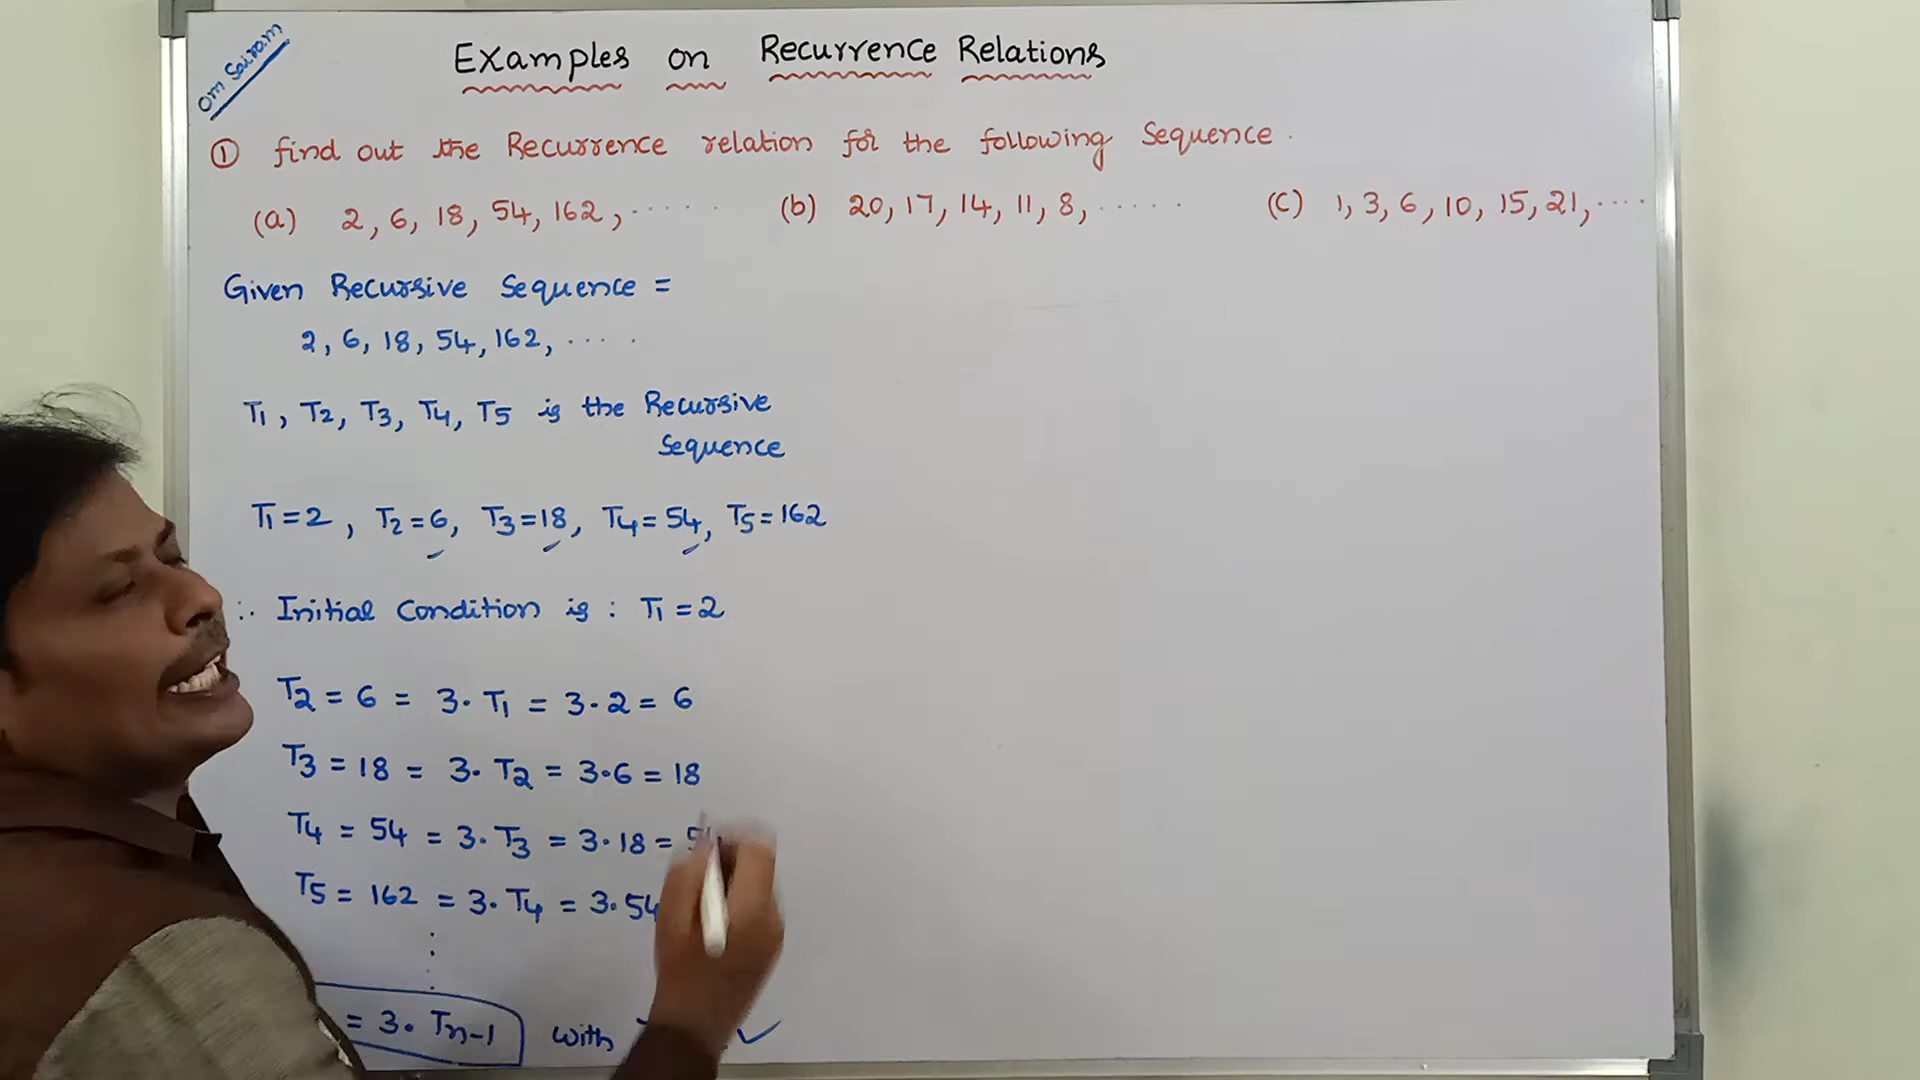 Om Sairam
Examples on Recurrence Relations
① find out the Recurrence relation for the following Sequence.
(a) 2, 6, 18, 54, 162, ..... (b) 20, 17, 14, 11, 8, ..... (c) 1, 3, 6, 10, 15, 21, ....
Given Recursive Sequence =
2, 6, 18, 54, 162, ....
T1, T2, T3, T4, T5 is the Recursive
Sequence
T1 = 2, T2 = 6, T3 = 18, T4 = 54, T5 = 162
∴ Initial Condition is : T1 = 2
T2 = 6 = 3. T1 = 3.2 = 6
T3 = 18 = 3. T2 = 3.6 = 18
T4 = 54 = 3. T3 = 3.18 =
T5 = 162 = 3. T4 = 3.54
= 3. Tn-1 with